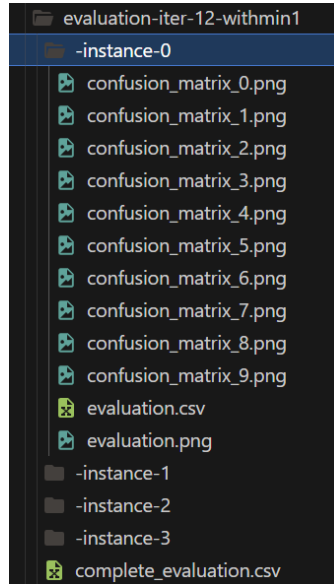 evaluation-iter-12-withmin1
-instance-0
confusion_matrix_0.png
confusion_matrix_1.png
confusion_matrix_2.png
confusion_matrix_3.png
confusion_matrix_4.png
confusion_matrix_5.png
confusion_matrix_6.png
confusion_matrix_7.png
confusion_matrix_8.png
confusion_matrix_9.png
evaluation.csv
evaluation.png
-instance-1
-instance-2
-instance-3
complete_evaluation.csv